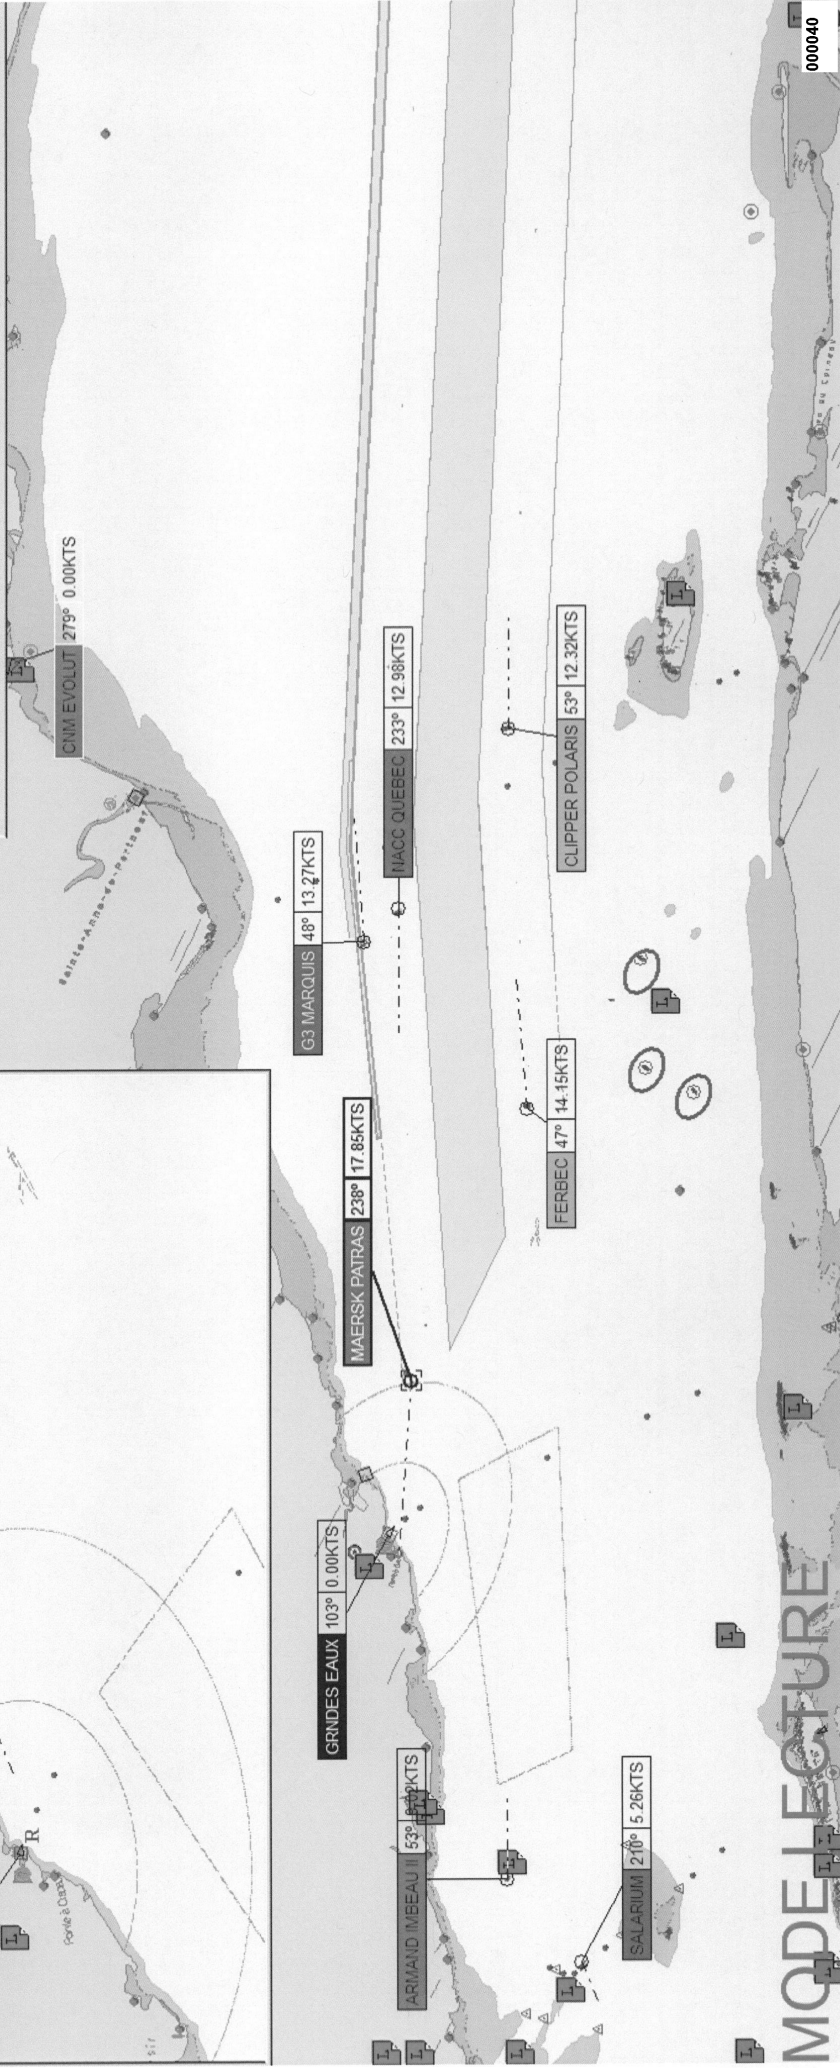 000040
CNM EVOLUT 279° 0.00KTS
Sainte-Anne-de-Portneuf
NACC QUEBEC 233° 12.98KTS
CLIPPER POLARIS 53° 12.32KTS
G3 MARQUIS 48° 13.27KTS
MAERSK PATRAS 238° 17.85KTS
FERBEC 47° 14.15KTS
GRNDES EAUX 103° 0.00KTS
R
ARMAND IMBEAU II 53°
SALARIUM 210° 5.26KTS
MODE LECTURE
L
L
L
L
L
L
L
L
L
L
L
L
L
L